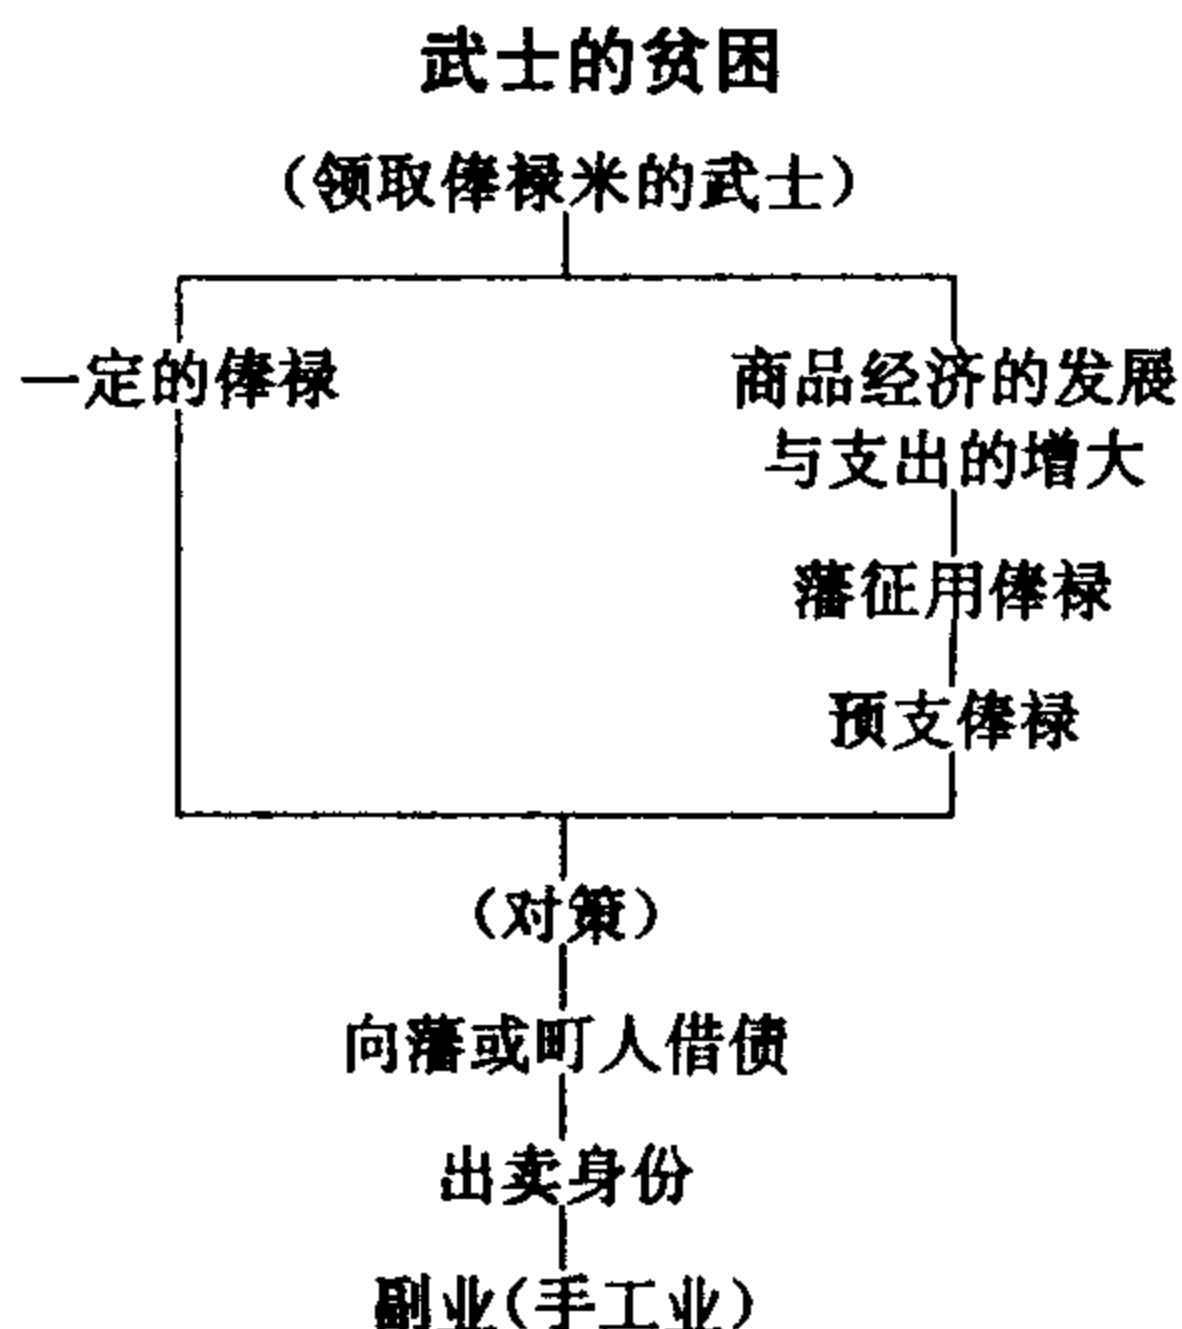 武士的贫困
（领取俸禄米的武士）
一定的俸禄
商品经济的发展
与支出的增大
藩征用俸禄
预支俸禄
（对策）
向藩或町人借债
出卖身份
副业（手工业）